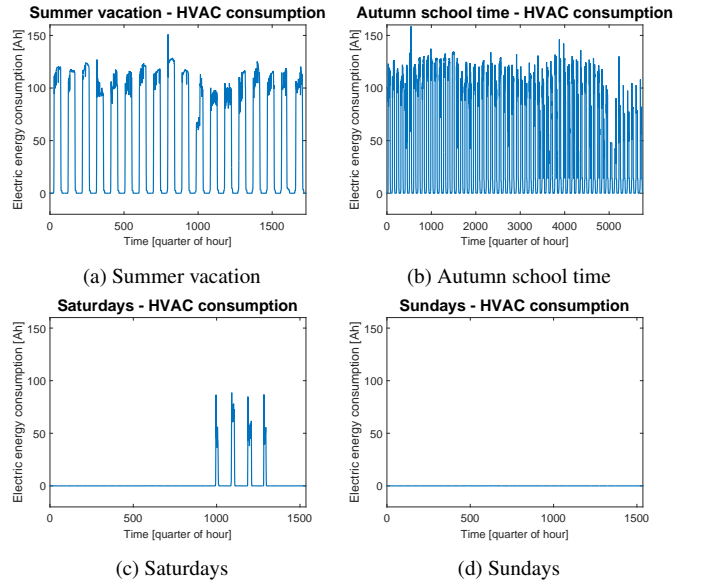 Summer vacation - HVAC consumption
Electric energy consumption [Ah]
150
100
50
0
0 500 1000 1500
Time [quarter of hour]
(a) Summer vacation
Autumn school time - HVAC consumption
Electric energy consumption [Ah]
150
100
50
0
0 1000 2000 3000 4000 5000
Time [quarter of hour]
(b) Autumn school time
Saturdays - HVAC consumption
Electric energy consumption [Ah]
150
100
50
0
0 500 1000 1500
Time [quarter of hour]
(c) Saturdays
Sundays - HVAC consumption
Electric energy consumption [Ah]
150
100
50
0
0 500 1000 1500
Time [quarter of hour]
(d) Sundays